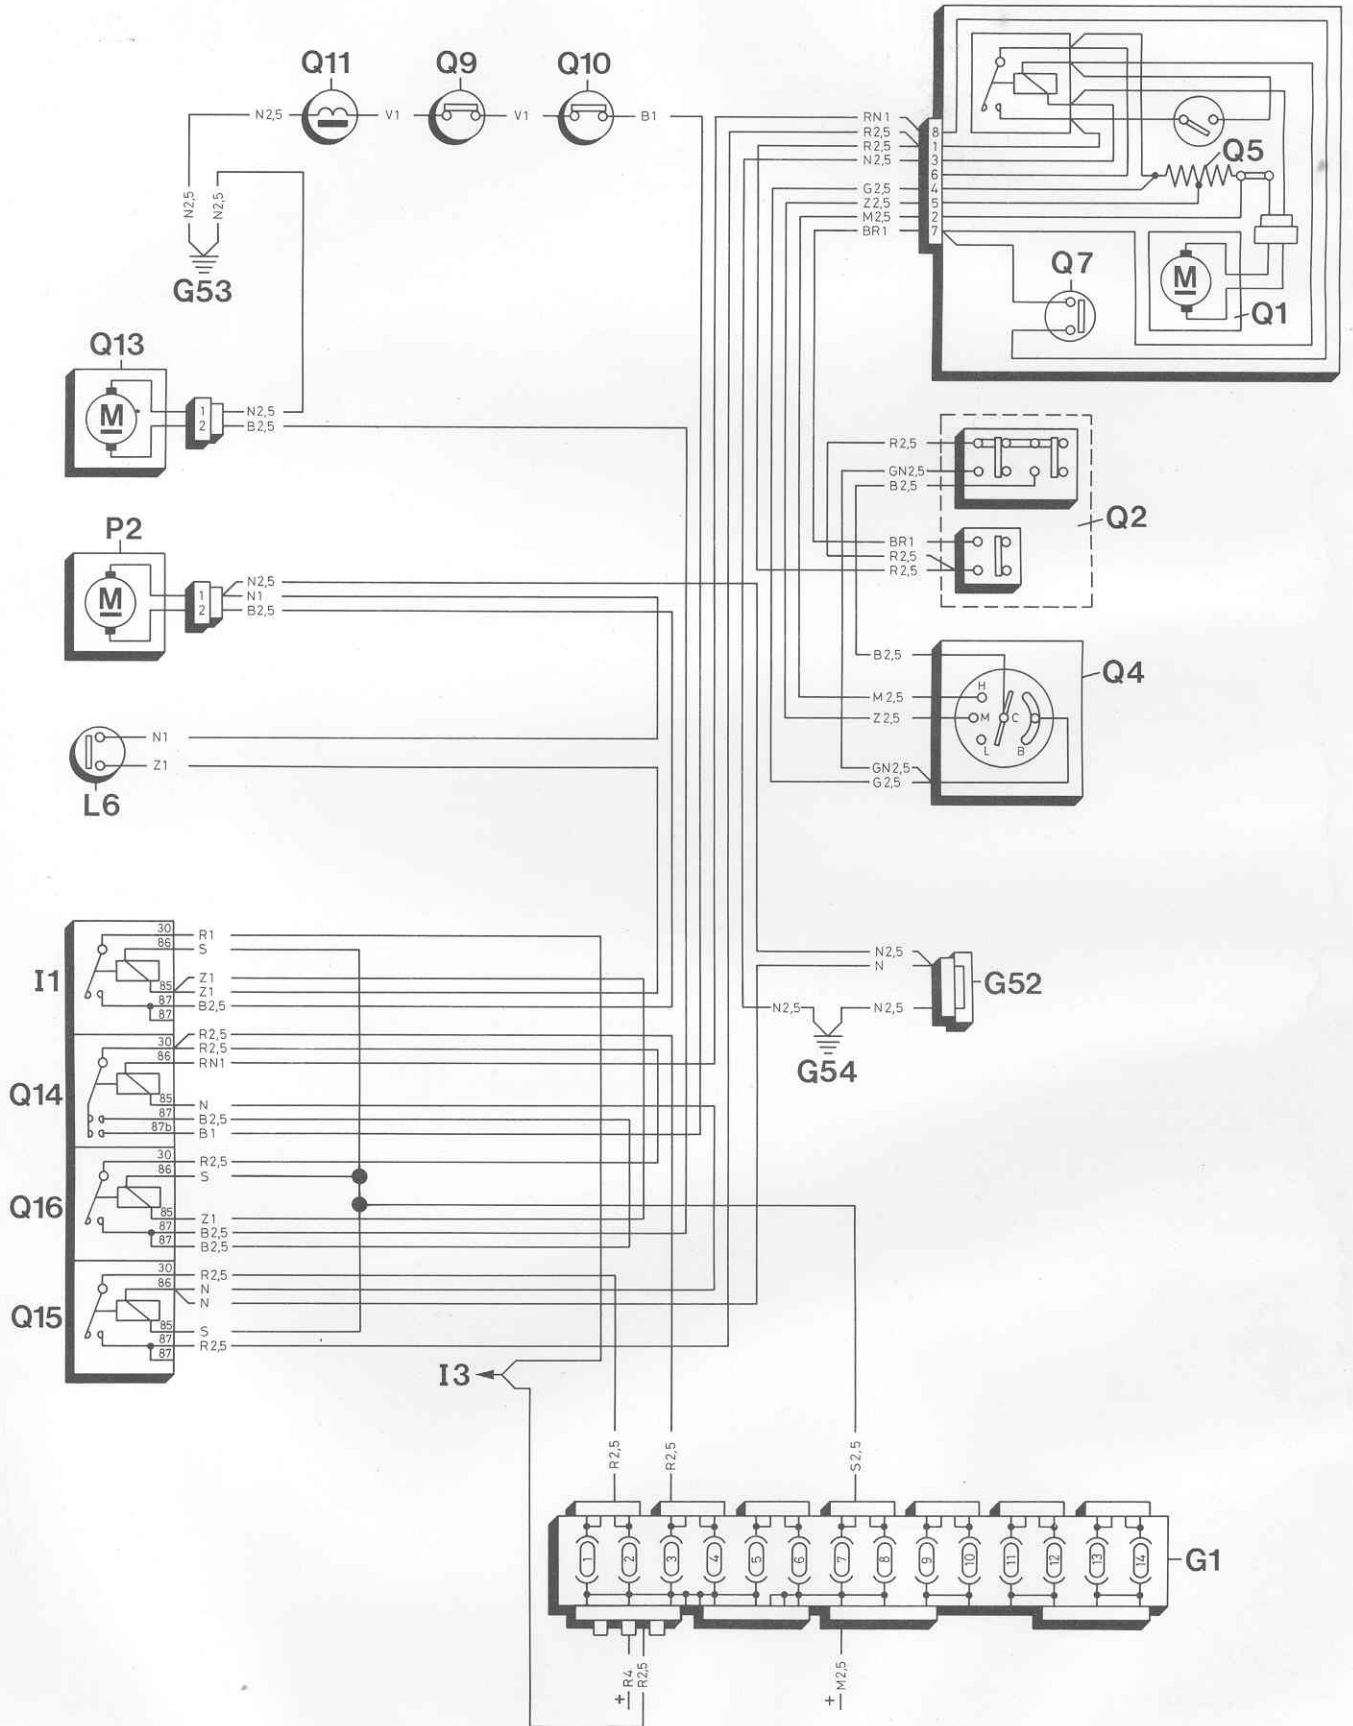 Q11
Q9
Q10
N2,5
V1
V1
B1
N2,5
N2,5
G53
RN1
R2,5
R2,5
N2,5
G2,5
Z2,5
M2,5
BR1
8
1
3
6
4
5
2
7
Q5
Q7
M
Q1
Q13
M
1
2
N2,5
B2,5
P2
M
1
2
N2,5
N1
B2,5
R2,5
GN2,5
B2,5
Q2
BR1
R2,5
R2,5
L6
N1
Z1
B2,5
M2,5
Z2,5
GN2,5
G2,5
H
M
C
L
B
Q4
I1
30
86
85
87
87
R1
S
Z1
Z1
B2,5
Q14
30
86
85
87
87b
R2,5
R2,5
RN1
N
B2,5
B1
Q16
30
86
85
87
87
R2,5
S
Z1
B2,5
B2,5
Q15
30
86
85
87
87
R2,5
N
N
S
R2,5
N2,5
N
N2,5
N2,5
G52
G54
I3
R2,5
R2,5
S2,5
1
2
3
4
5
6
7
8
9
10
11
12
13
14
G1
+
R4
R2,5
+
M2,5